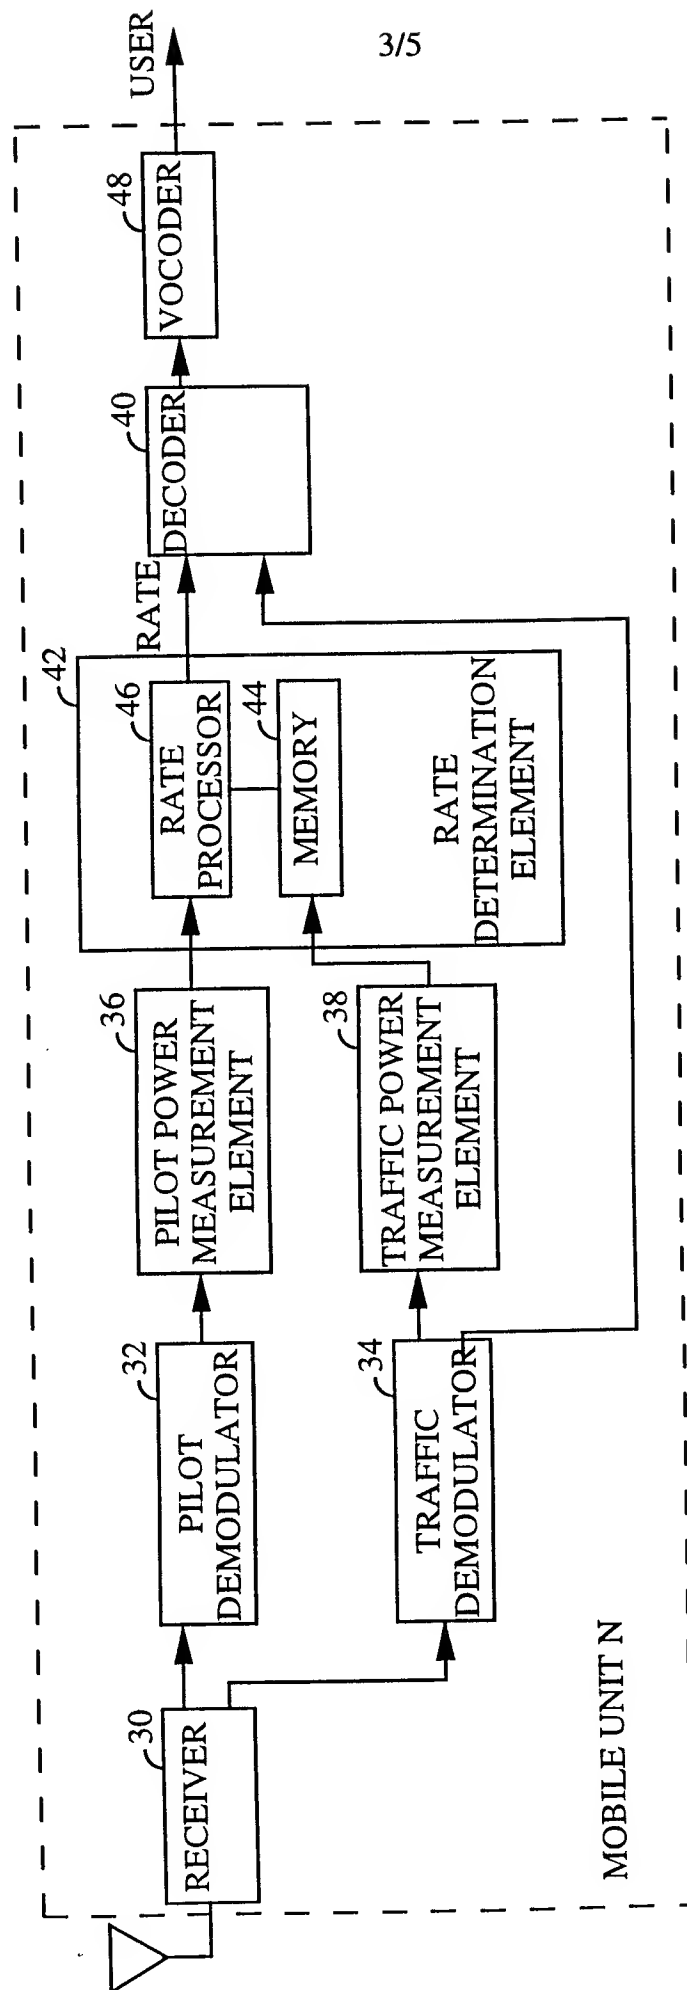 3/5
USER
30
RECEIVER
32
PILOT
DEMODULATOR
34
TRAFFIC
DEMODULATOR
36
PILOT POWER
MEASUREMENT
ELEMENT
38
TRAFFIC POWER
MEASUREMENT
ELEMENT
42
46
RATE
PROCESSOR
44
MEMORY
RATE
DETERMINATION
ELEMENT
RATE
40
DECODER
48
VOCODER
MOBILE UNIT N